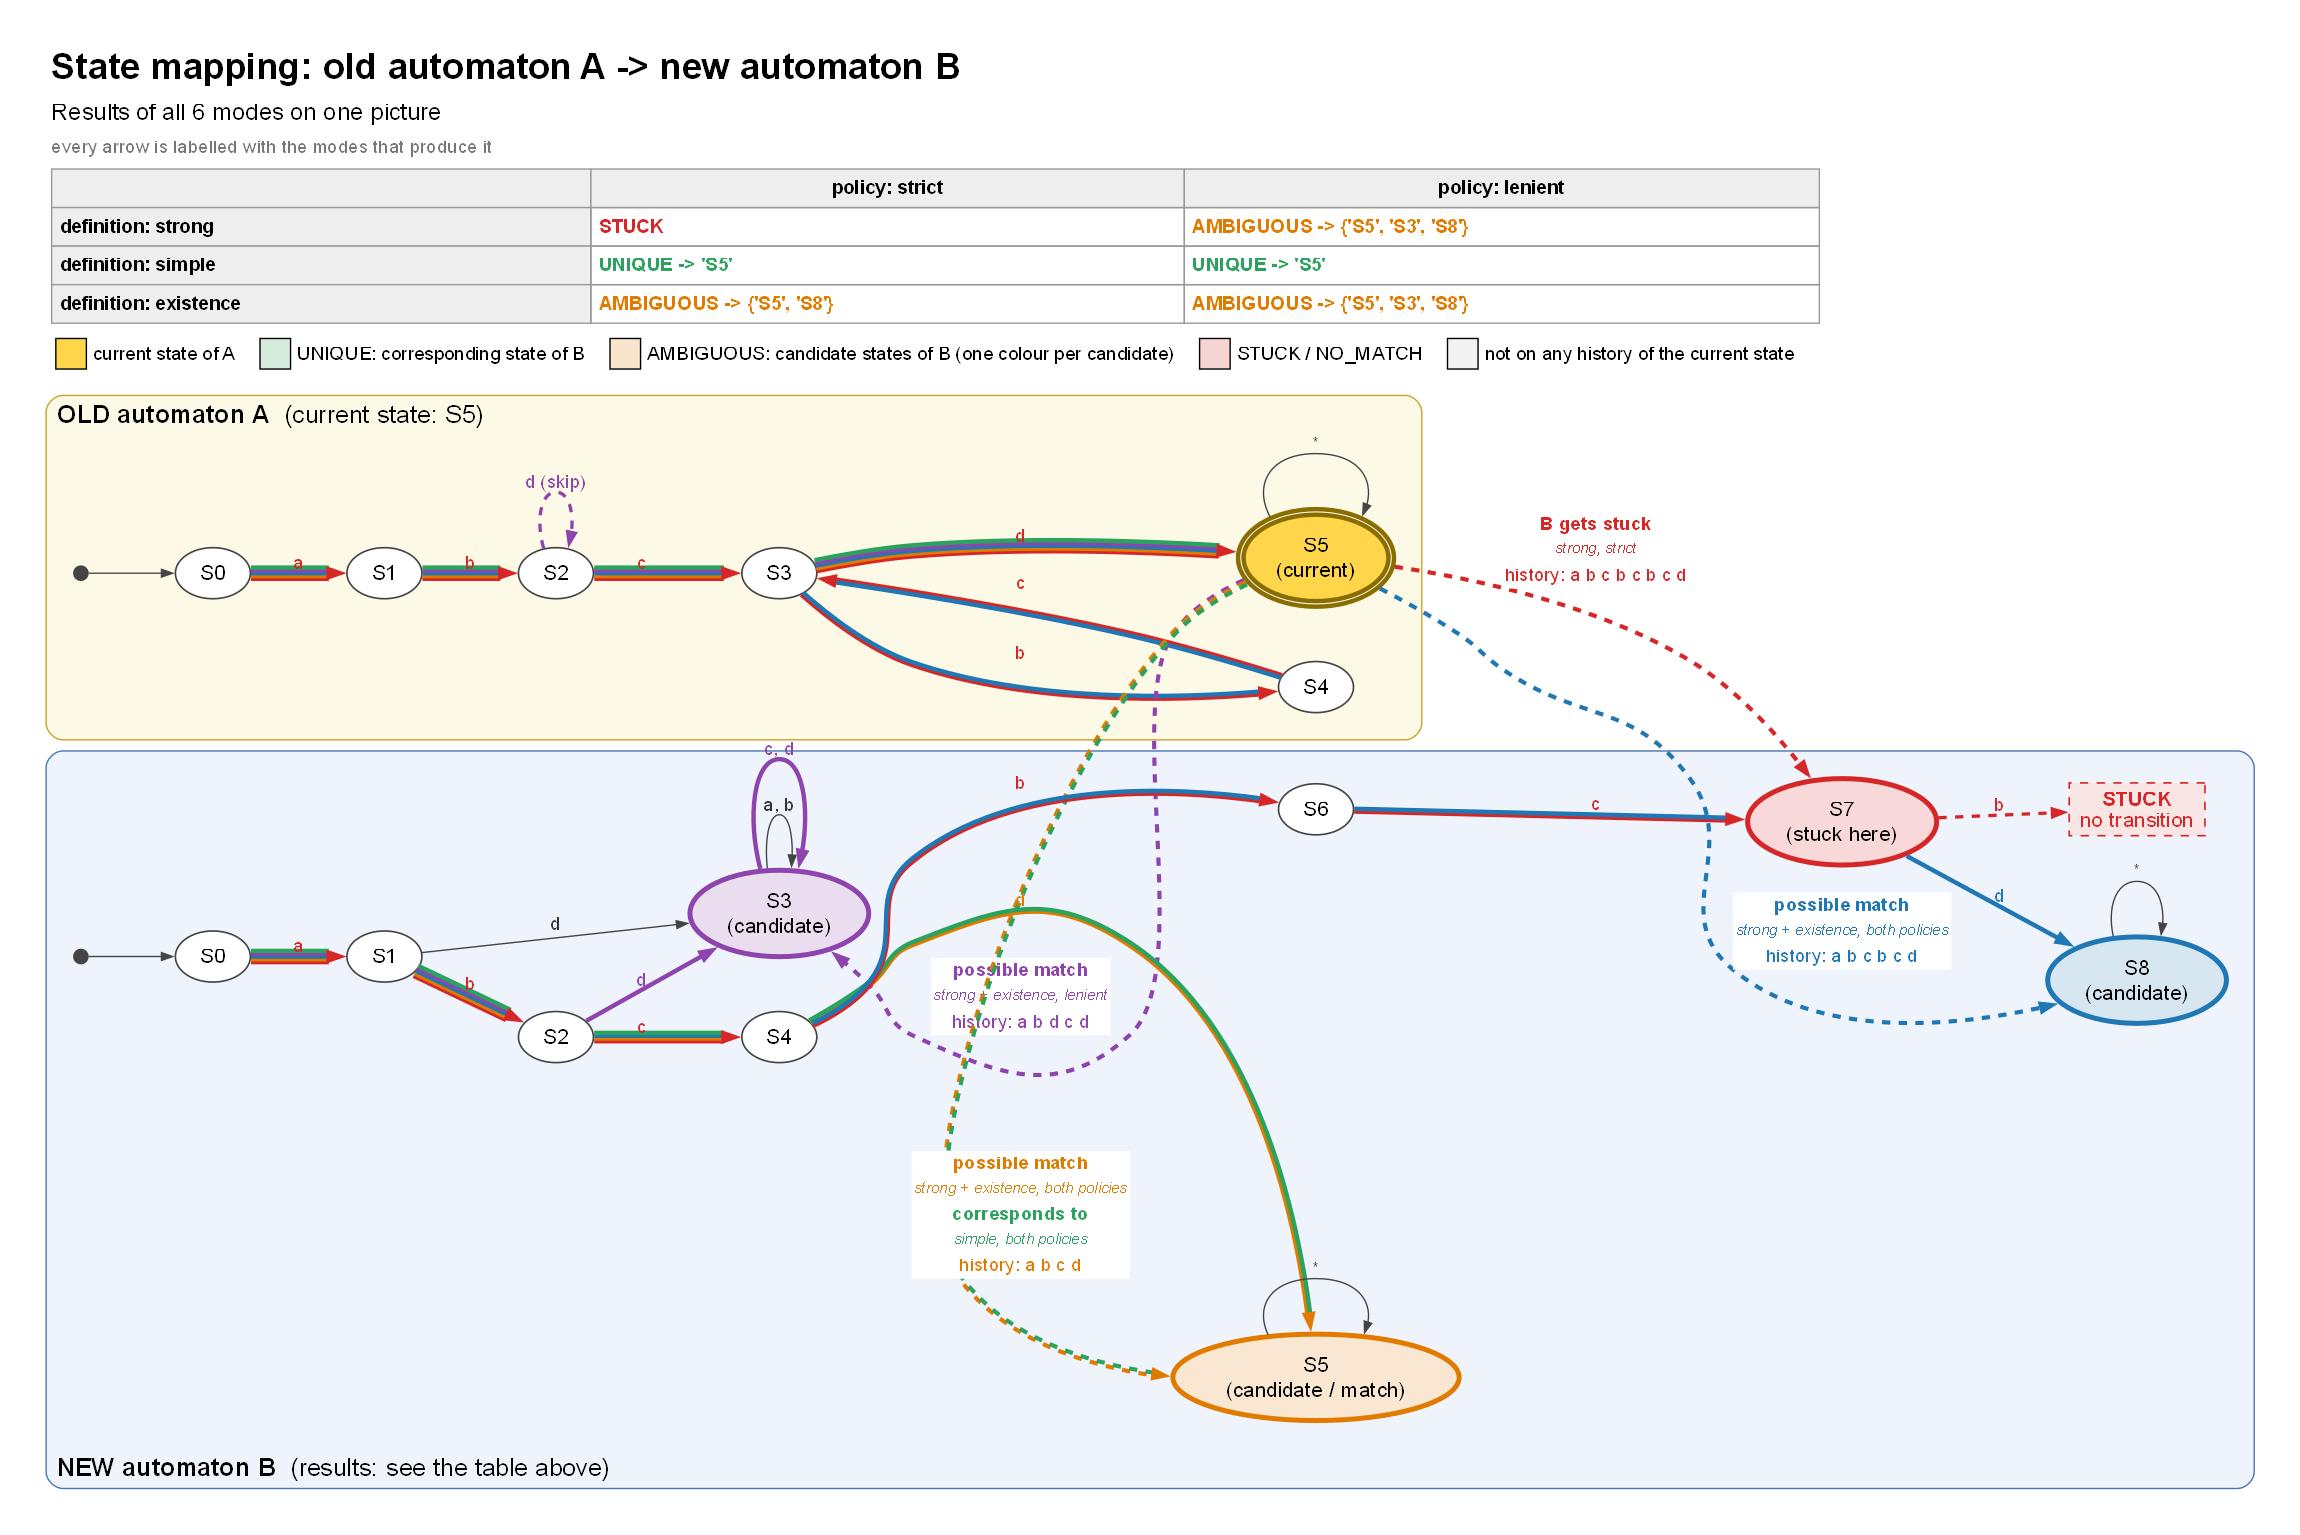 State mapping: old automaton A -> new automaton B
Results of all 6 modes on one picture
every arrow is labelled with the modes that produce it
policy: strict
policy: lenient
definition: strong
STUCK
AMBIGUOUS -> {'S5', 'S3', 'S8'}
definition: simple
UNIQUE -> 'S5'
UNIQUE -> 'S5'
definition: existence
AMBIGUOUS -> {'S5', 'S8'}
AMBIGUOUS -> {'S5', 'S3', 'S8'}
current state of A
UNIQUE: corresponding state of B
AMBIGUOUS: candidate states of B (one colour per candidate)
STUCK / NO_MATCH
not on any history of the current state
OLD automaton A (current state: S5)
*
d (skip)
S0
a
S1
b
S2
c
S3
d
S5
(current)
c
b
S4
B gets stuck
strong, strict
history: a b c b c b c d
c, d
a, b
b
S6
c
S7
(stuck here)
b
STUCK
no transition
*
d
S3
(candidate)
d
d
S0
a
S1
b
d
S2
c
S4
possible match
strong + existence, lenient
history: a b d c d
possible match
strong + existence, both policies
history: a b c b c d
S8
(candidate)
possible match
strong + existence, both policies
corresponds to
simple, both policies
history: a b c d
*
S5
(candidate / match)
NEW automaton B (results: see the table above)